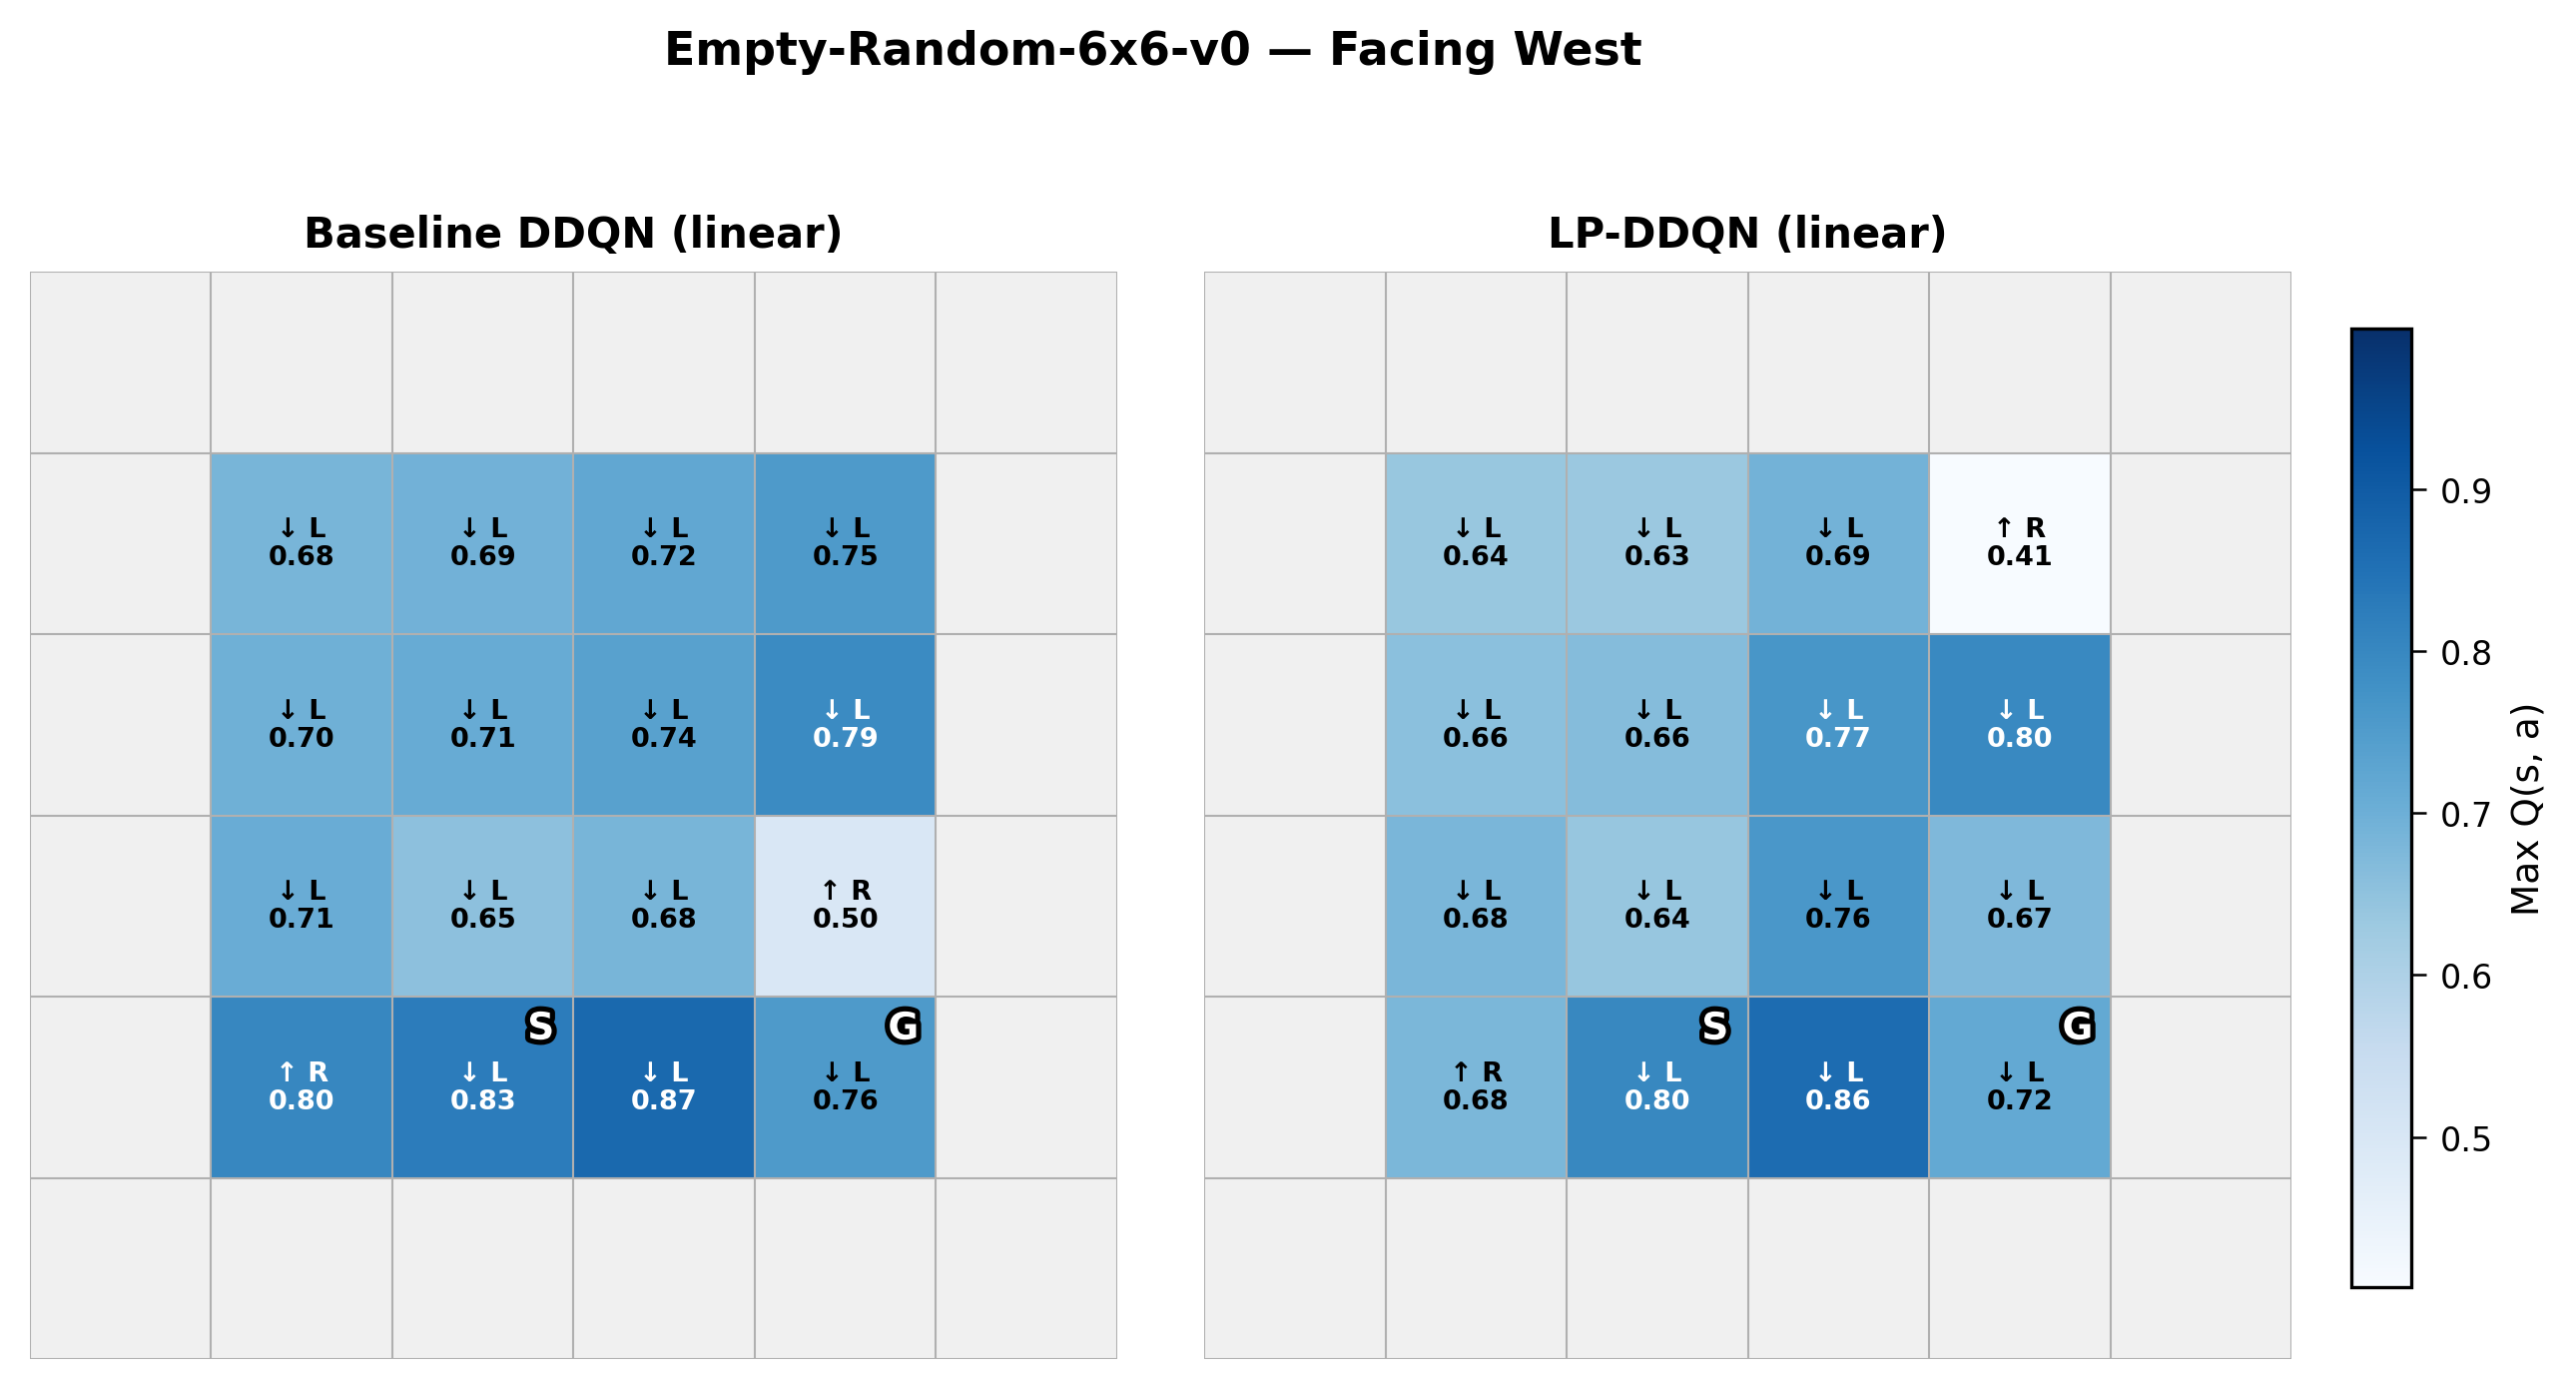 Empty-Random-6x6-v0 — Facing West
Baseline DDQN (linear)
↓ L ↓ L ↓ L ↓ L
0.68 0.69 0.72 0.75
↓ L ↓ L ↓ L ↓ L
0.70 0.71 0.74 0.79
↓ L ↓ L ↓ L ↑ R
0.71 0.65 0.68 0.50
S G
↑ R ↓ L ↓ L ↓ L
0.80 0.83 0.87 0.76
LP-DDQN (linear)
↓ L ↓ L ↓ L ↑ R
0.64 0.63 0.69 0.41
↓ L ↓ L ↓ L ↓ L
0.66 0.66 0.77 0.80
↓ L ↓ L ↓ L ↓ L
0.68 0.64 0.76 0.67
S G
↑ R ↓ L ↓ L ↓ L
0.68 0.80 0.86 0.72
0.9
0.8
0.7
0.6
0.5
Max Q(s, a)